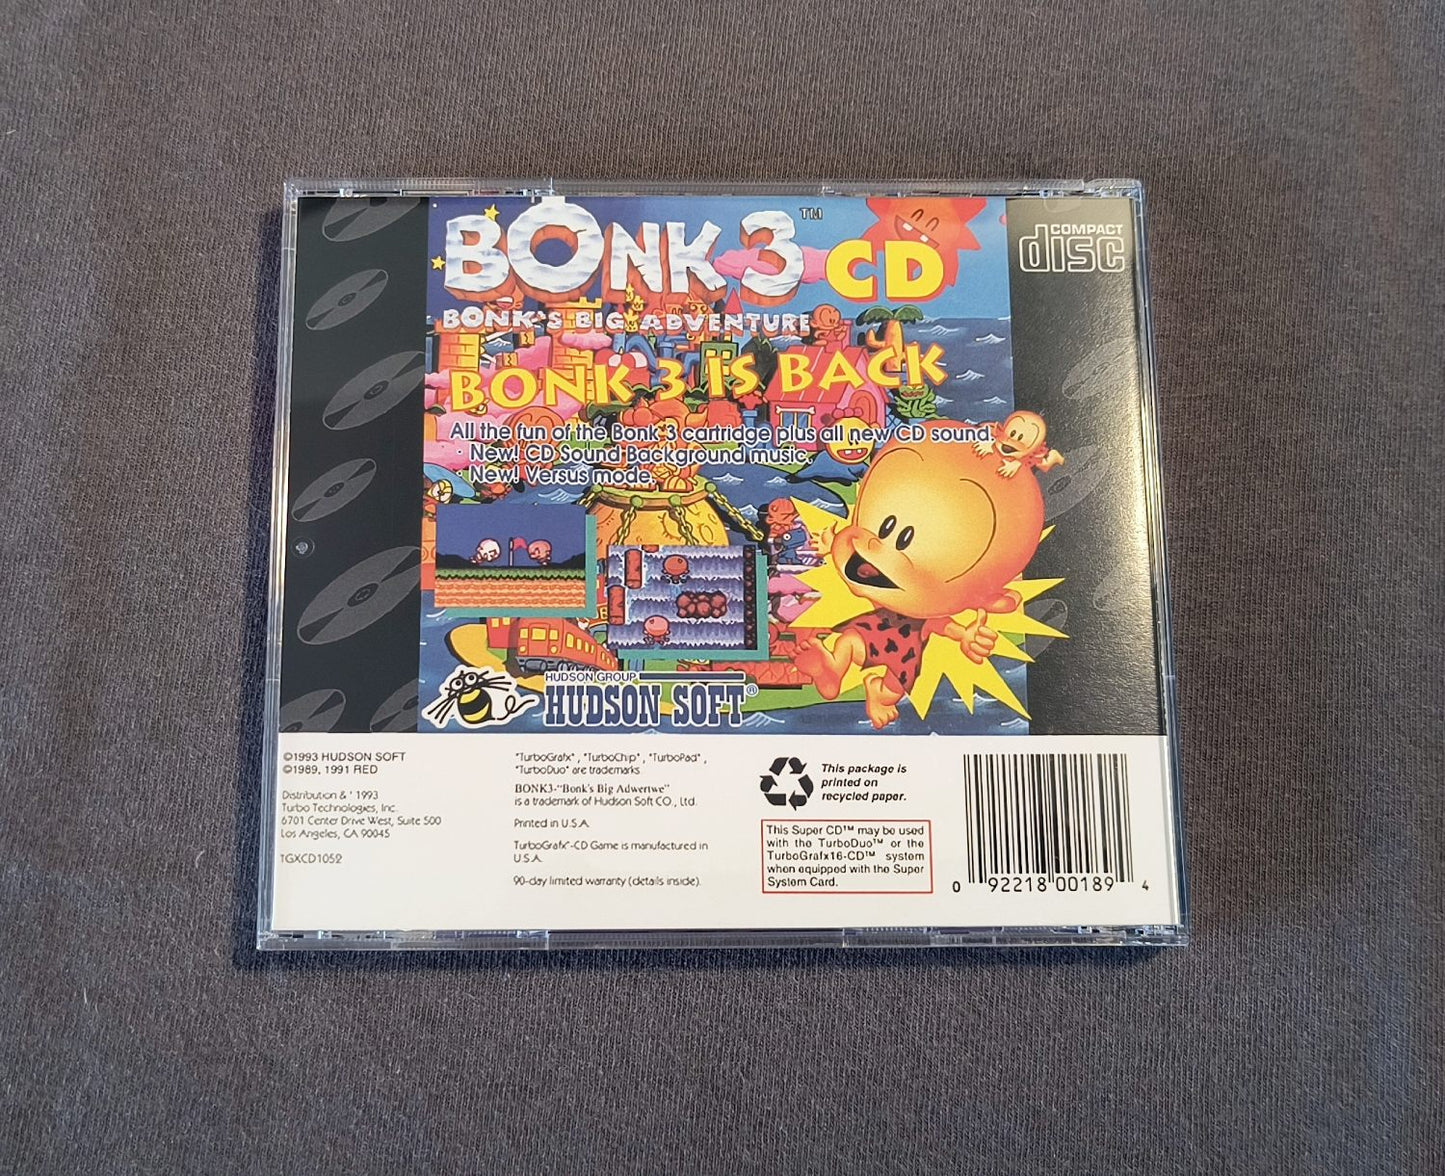 BONK 3™ CD
BONK'S BIG ADVENTURE
COMPACT
disc
BONK 3 IS BACK
All the fun of the Bonk 3 cartridge plus all new CD sound.
· New! CD Sound Background music.
· New! Versus mode.
HUDSON GROUP
HUDSON SOFT®
©1993 HUDSON SOFT
©1989, 1991 RED
Distribution & ' 1993
Turbo Technologies, Inc.
6701 Center Drive West, Suite 500
Los Angeles, CA 90045
TGXCD1052
"TurboGrafx", "TurboChip", "TurboPad",
"TurboDuo" are trademarks
BONK3-"Bonk's Big Adwertwe"
is a trademark of Hudson Soft CO., Ltd.
Printed in U.S.A.
TurboGrafx"-CD Game is manufactured in
U.S.A.
90-day limited warranty (details inside).
This package is
printed on
recycled paper.
This Super CD™ may be used
with the TurboDuo™ or the
TurboGrafx16-CD™ system
when equipped with the Super
System Card.
0 92218 00189 4